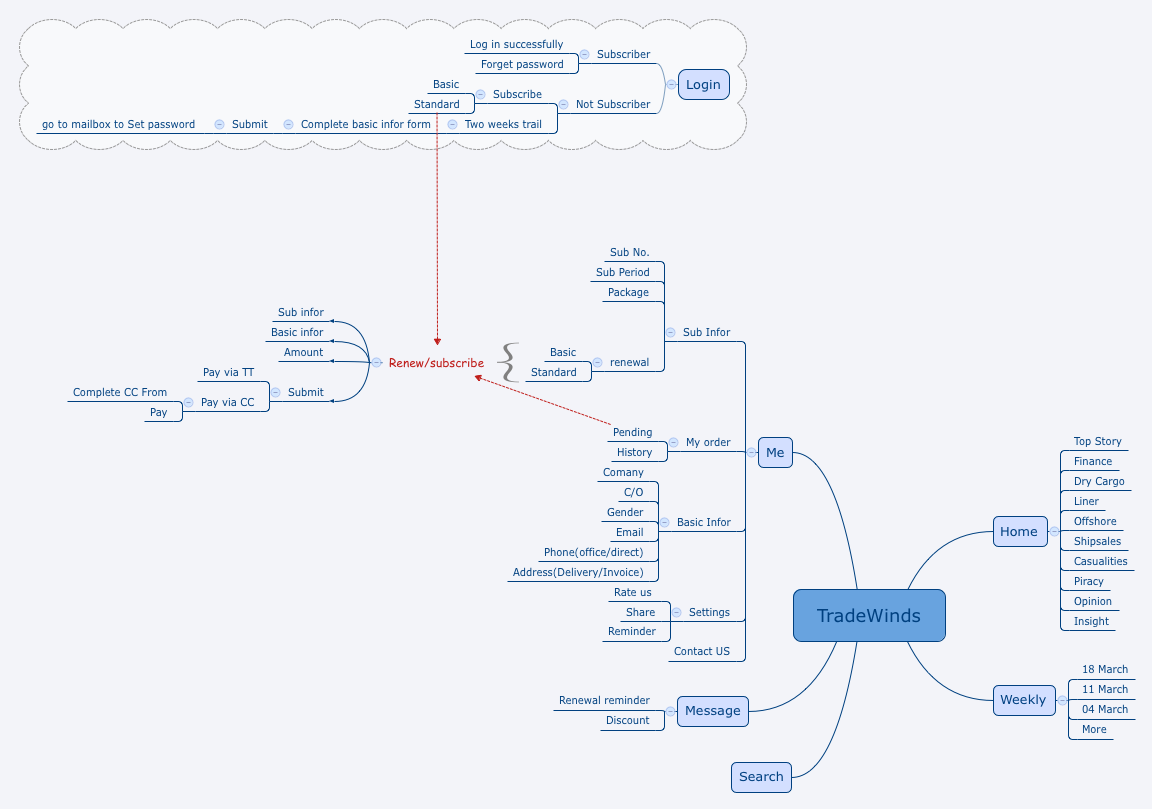 Log in successfully
Subscriber
Forget password
Login
Basic
Subscribe
Standard
Not Subscriber
go to mailbox to Set password
Submit
Complete basic infor form
Two weeks trail
Sub No.
Sub Period
Package
Sub Infor
Basic
renewal
Standard
Sub infor
Basic infor
Amount
Renew/subscribe
Pay via TT
Submit
Complete CC From
Pay via CC
Pay
Pending
My order
History
Me
Comany
C/O
Gender
Basic Infor
Email
Phone(office/direct)
Address(Delivery/Invoice)
Rate us
Share
Settings
Reminder
Contact US
Renewal reminder
Message
Discount
Search
TradeWinds
Home
Top Story
Finance
Dry Cargo
Liner
Offshore
Shipsales
Casualities
Piracy
Opinion
Insight
Weekly
18 March
11 March
04 March
More